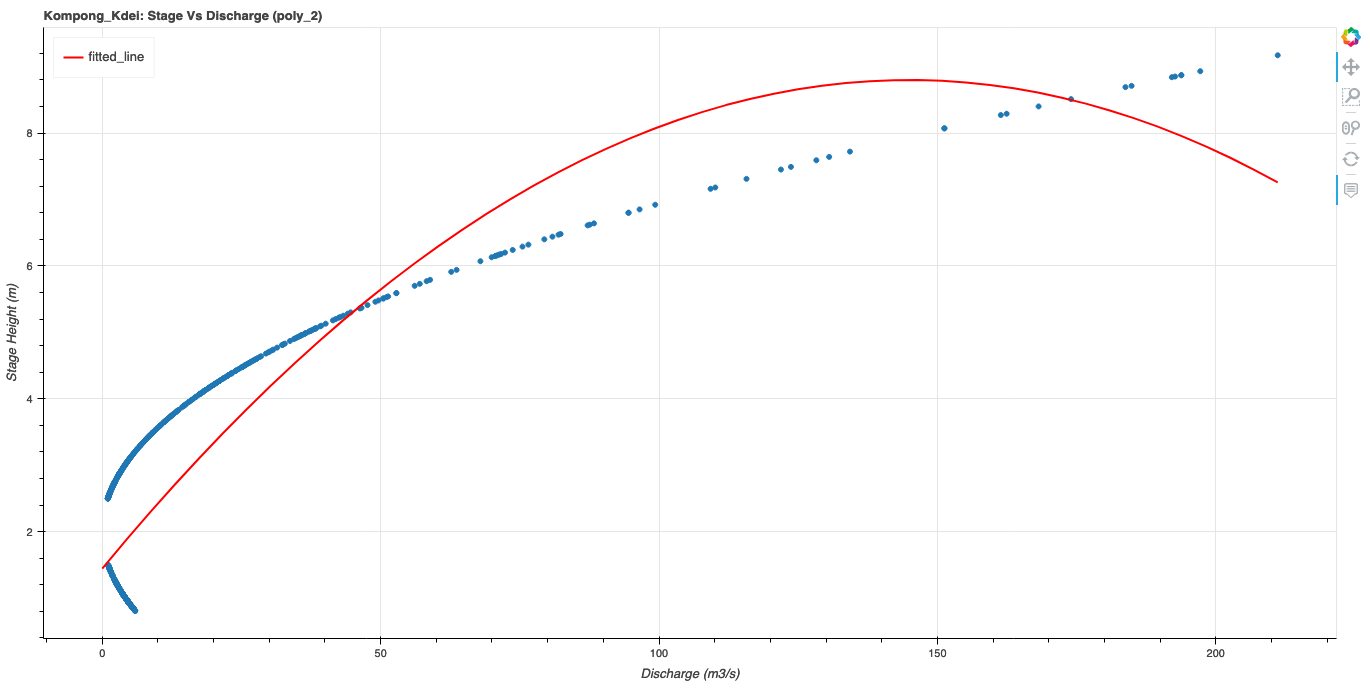 Kompong_Kdei: Stage Vs Discharge (poly_2)
fitted_line
Stage Height (m)
8
6
4
2
0 50 100 150 200
Discharge (m3/s)